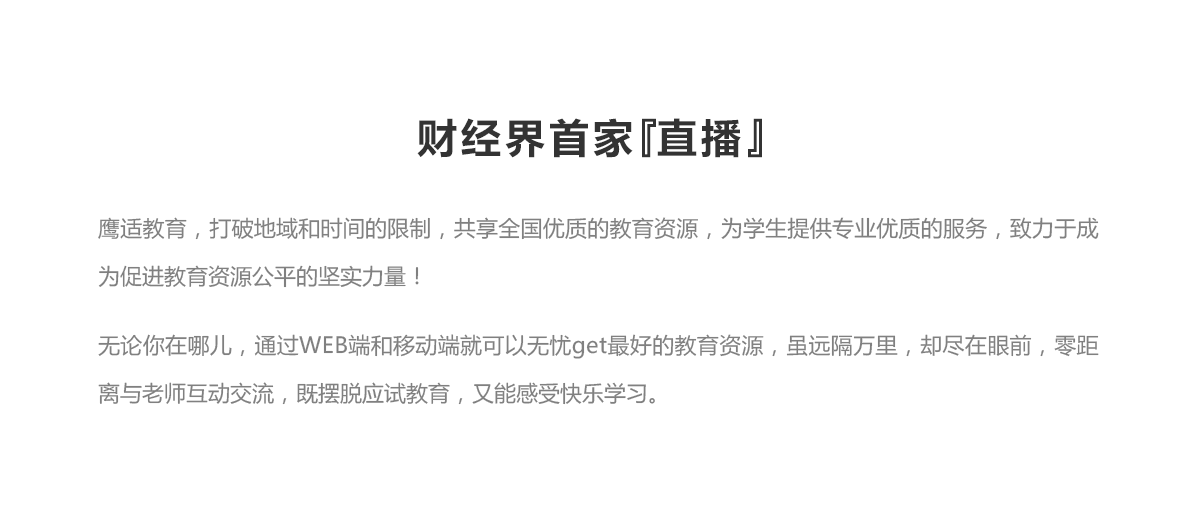 财经界首家『直播』
鹰适教育，打破地域和时间的限制，共享全国优质的教育资源，为学生提供专业优质的服务，致力于成
为促进教育资源公平的坚实力量！
无论你在哪儿，通过WEB端和移动端就可以无忧get最好的教育资源，虽远隔万里，却尽在眼前，零距
离与老师互动交流，既摆脱应试教育，又能感受快乐学习。